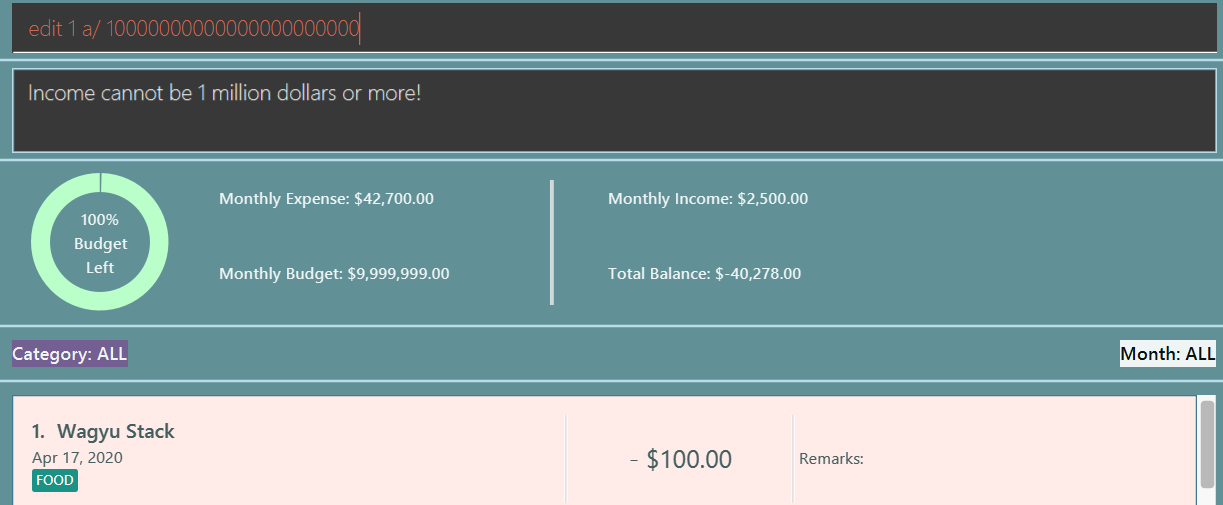 edit 1 a/ 10000000000000000000000
Income cannot be 1 million dollars or more!
100%
Budget
Left
Monthly Expense: $42,700.00
Monthly Income: $2,500.00
Monthly Budget: $9,999,999.00
Total Balance: $-40,278.00
Category: ALL
Month: ALL
1. Wagyu Stack
Apr 17, 2020
FOOD
- $100.00
Remarks: